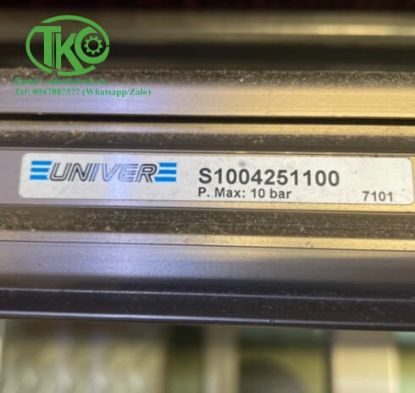 TKC
Tel: 0947887577 (Whatsapp/Zalo)
UNIVER S1004251100
P. Max: 10 bar 7101